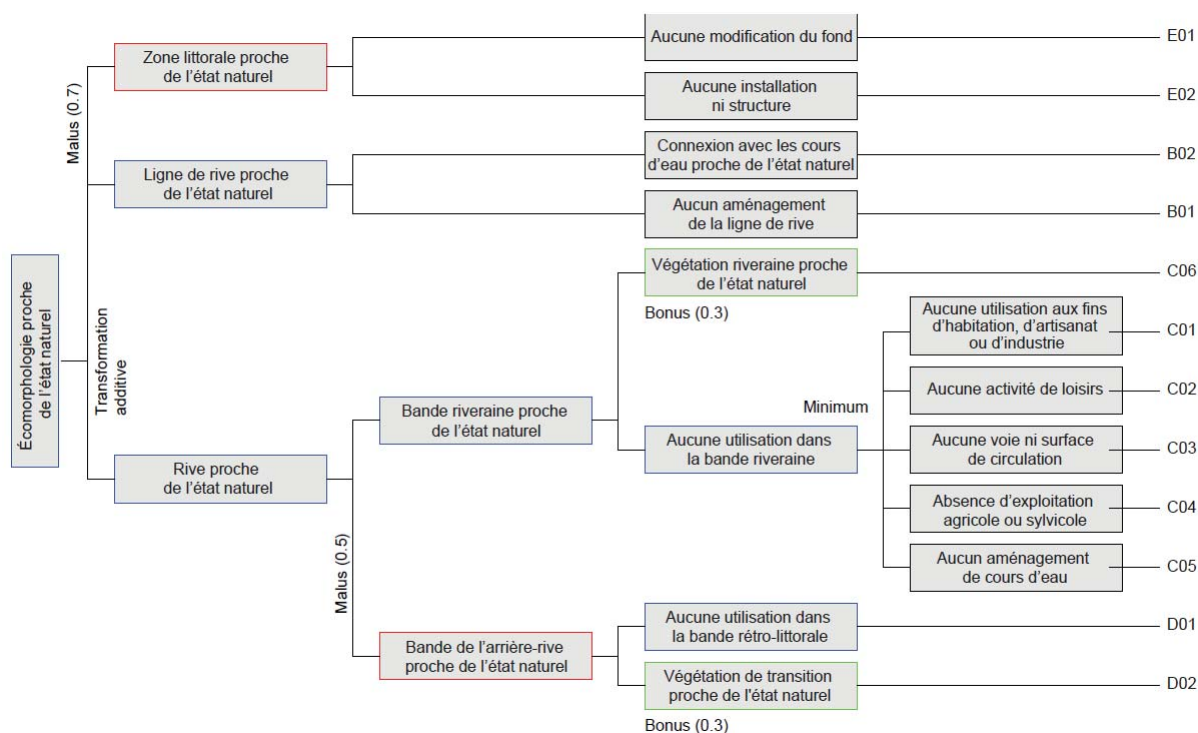 Aucune modification du fond
E01
Zone littorale proche
de l'état naturel
Malus (0.7)
Aucune installation
ni structure
E02
Connexion avec les cours
d'eau proche de l'état naturel
B02
Ligne de rive proche
de l'état naturel
Aucun aménagement
de la ligne de rive
B01
Végétation riveraine proche
de l'état naturel
C06
Bonus (0.3)
Écomorphologie proche
de l'état naturel
Transformation
additive
Aucune utilisation aux fins
d'habitation, d'artisanat
ou d'industrie
C01
Aucune activité de loisirs
C02
Bande riveraine proche
de l'état naturel
Minimum
Aucune utilisation dans
la bande riveraine
Aucune voie ni surface
de circulation
C03
Rive proche
de l'état naturel
Absence d'exploitation
agricole ou sylvicole
C04
Malus (0.5)
Aucun aménagement
de cours d'eau
C05
Aucune utilisation dans
la bande rétro-littorale
D01
Bande de l'arrière-rive
proche de l'état naturel
Végétation de transition
proche de l'état naturel
D02
Bonus (0.3)